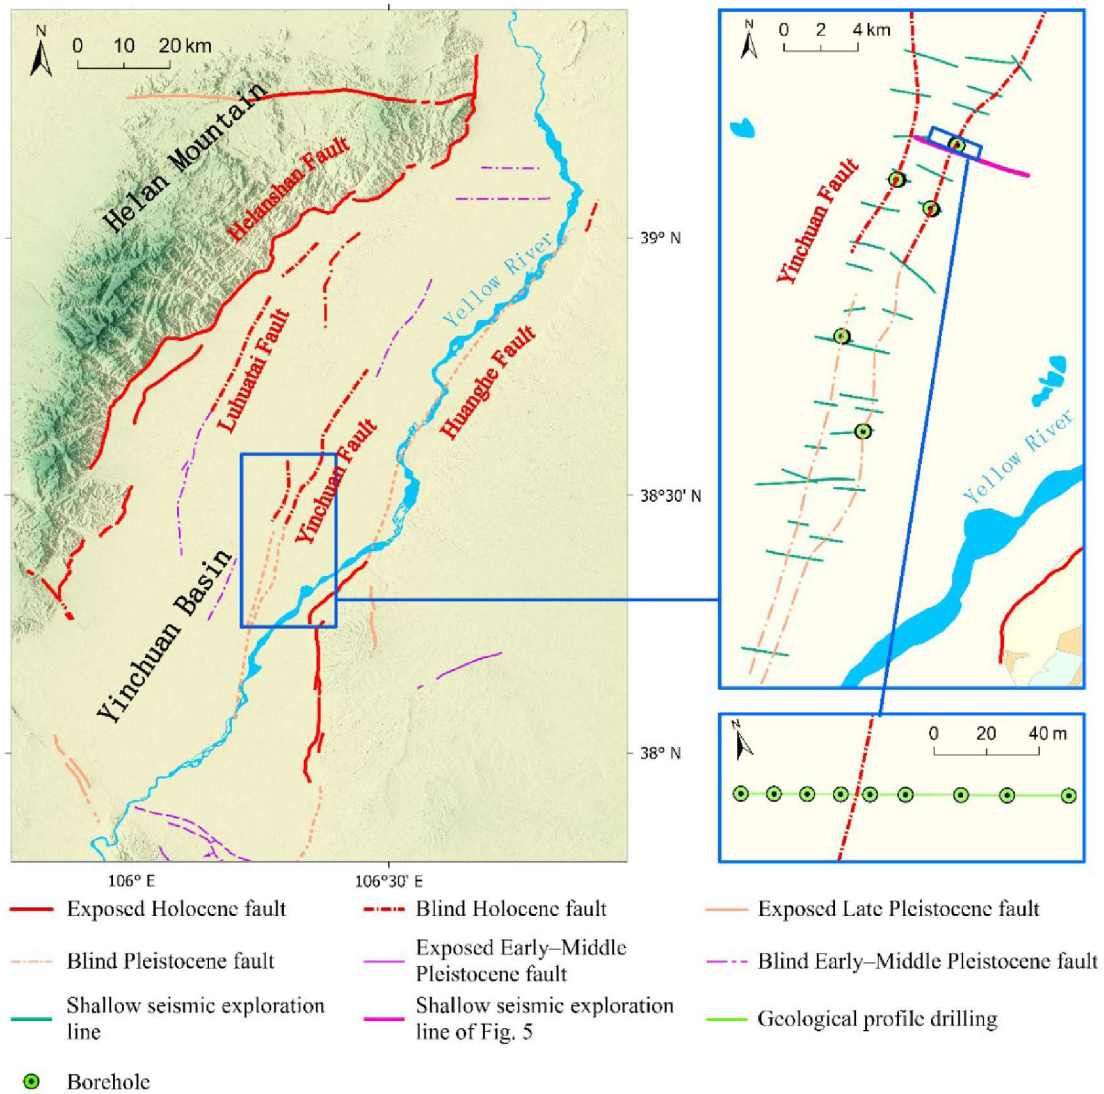 N
0 10 20 km
Helan Mountain
Helanshan Fault
Luhuatai Fault
Yellow River
Huanghe Fault
Yinchuan Fault
Yinchuan Basin
39° N
38°30′ N
38° N
106° E
106°30′ E
N
0 2 4 km
Yinchuan Fault
Yellow River
N
0 20 40 m
Exposed Holocene fault
Blind Holocene fault
Exposed Late Pleistocene fault
Blind Pleistocene fault
Exposed Early–Middle
Pleistocene fault
Blind Early–Middle Pleistocene fault
Shallow seismic exploration
line
Shallow seismic exploration
line of Fig. 5
Geological profile drilling
Borehole